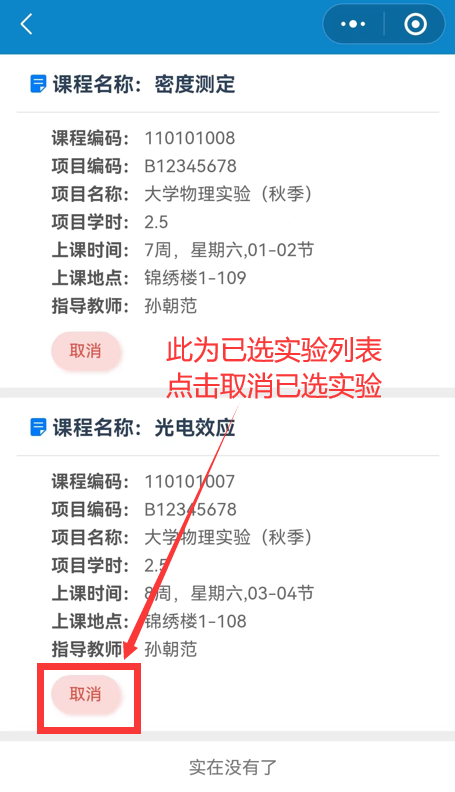 课程名称：密度测定
课程编码：110101008
项目编码：B12345678
项目名称：大学物理实验（秋季）
项目学时：2.5
上课时间：7周，星期六,01-02节
上课地点：锦绣楼1-109
指导教师：孙朝范
取消
此为已选实验列表
点击取消已选实验
课程名称：光电效应
课程编码：110101007
项目编码：B12345678
项目名称：大学物理实验（秋季）
项目学时：2.5
上课时间：8周，星期六,03-04节
上课地点：锦绣楼1-108
指导教师：孙朝范
取消
实在没有了